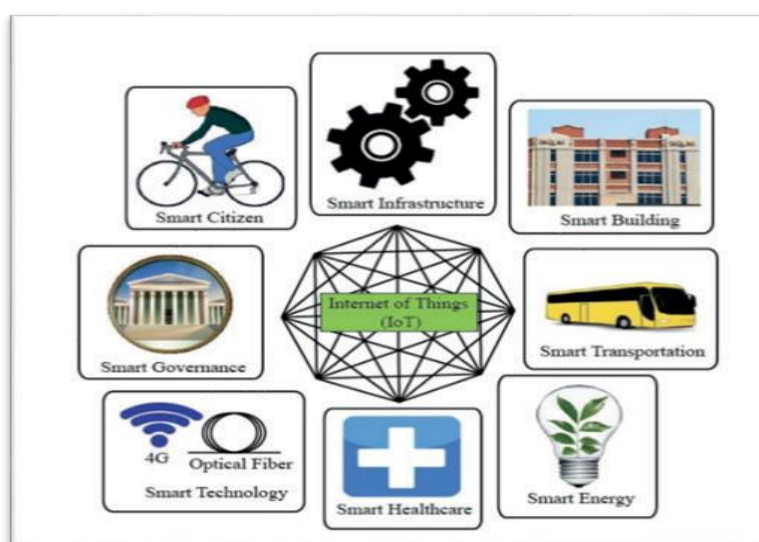 Smart Citizen
Smart Infrastructure
Smart Building
Smart Governance
Internet of Things
(IoT)
Smart Transportation
4G
Optical Fiber
Smart Technology
Smart Healthcare
Smart Energy